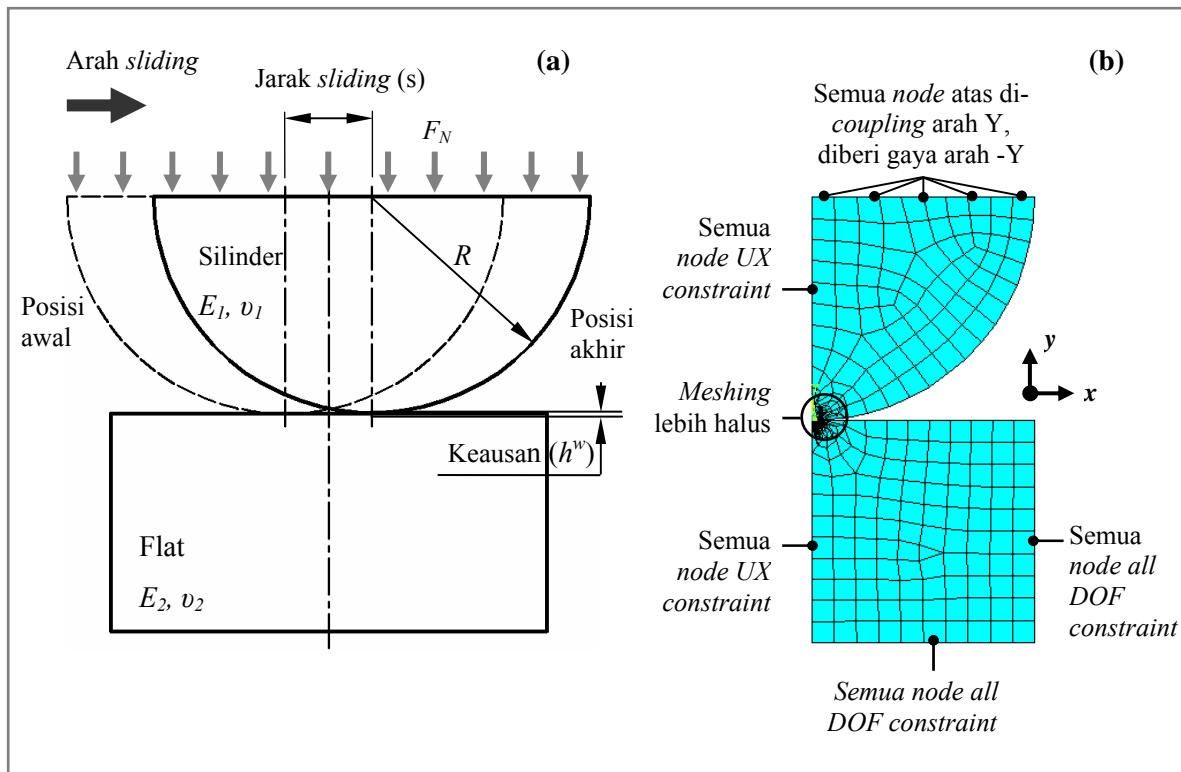 (a)
Arah sliding
Jarak sliding (s)
F_N
Silinder
E_1, υ_1
R
Posisi
awal
Posisi
akhir
Keausan (h^w)
Flat
E_2, υ_2
(b)
Semua node atas di-
coupling arah Y,
diberi gaya arah -Y
Semua
node UX
constraint
y
x
Meshing
lebih halus
Semua
node UX
constraint
Semua
node all
DOF
constraint
Semua node all
DOF constraint